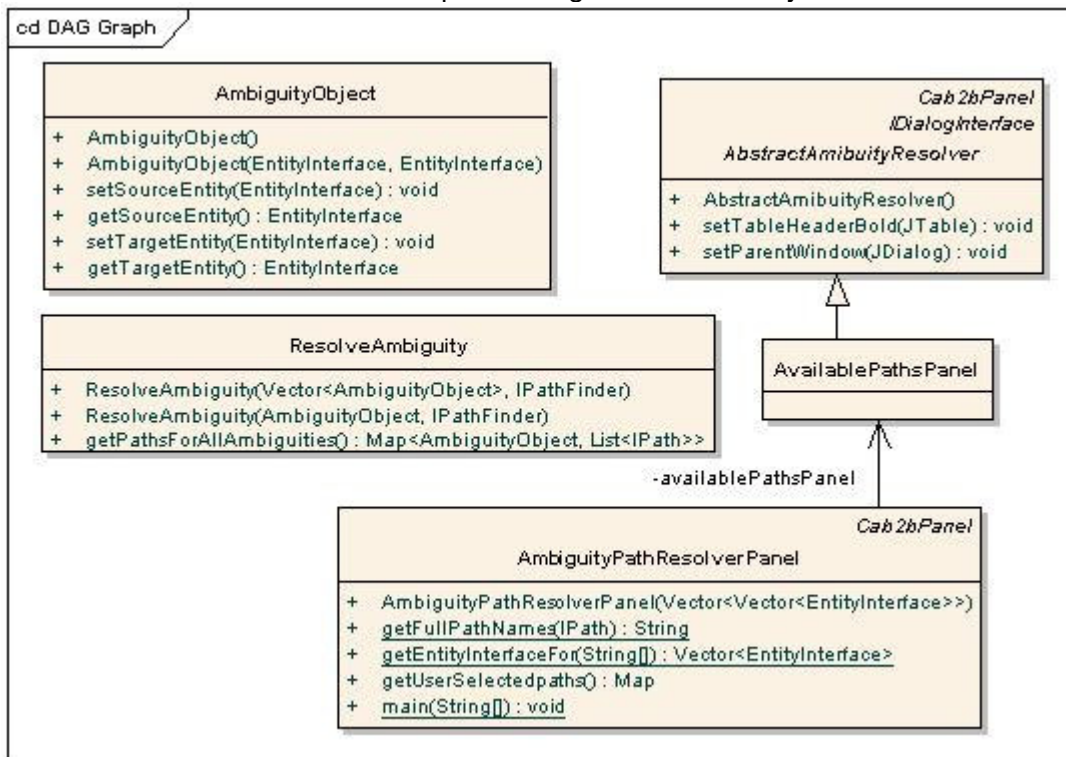 cd DAG Graph
AmbiguityObject
+ AmbiguityObject()
+ AmbiguityObject(EntityInterface, EntityInterface)
+ setSourceEntity(EntityInterface) : void
+ getSourceEntity() : EntityInterface
+ setTargetEntity(EntityInterface) : void
+ getTargetEntity() : EntityInterface
Cab2bPanel
IDialogInterface
AbstractAmibuityResolver
+ AbstractAmibuityResolver()
+ setTableHeaderBold(JTable) : void
+ setParentWindow(JDialog) : void
ResolveAmbiguity
+ ResolveAmbiguity(Vector<AmbiguityObject>, IPathFinder)
+ ResolveAmbiguity(AmbiguityObject, IPathFinder)
+ getPathsForAllAmbiguities() : Map<AmbiguityObject, List<IPath>>
AvailablePathsPanel
-availablePathsPanel
Cab2bPanel
AmbiguityPathResolverPanel
+ AmbiguityPathResolverPanel(Vector<Vector<EntityInterface>>)
+ getFullPathNames(IPath) : String
+ getEntityInterfaceFor(String[]) : Vector<EntityInterface>
+ getUserSelectedpaths() : Map
+ main(String[]) : void